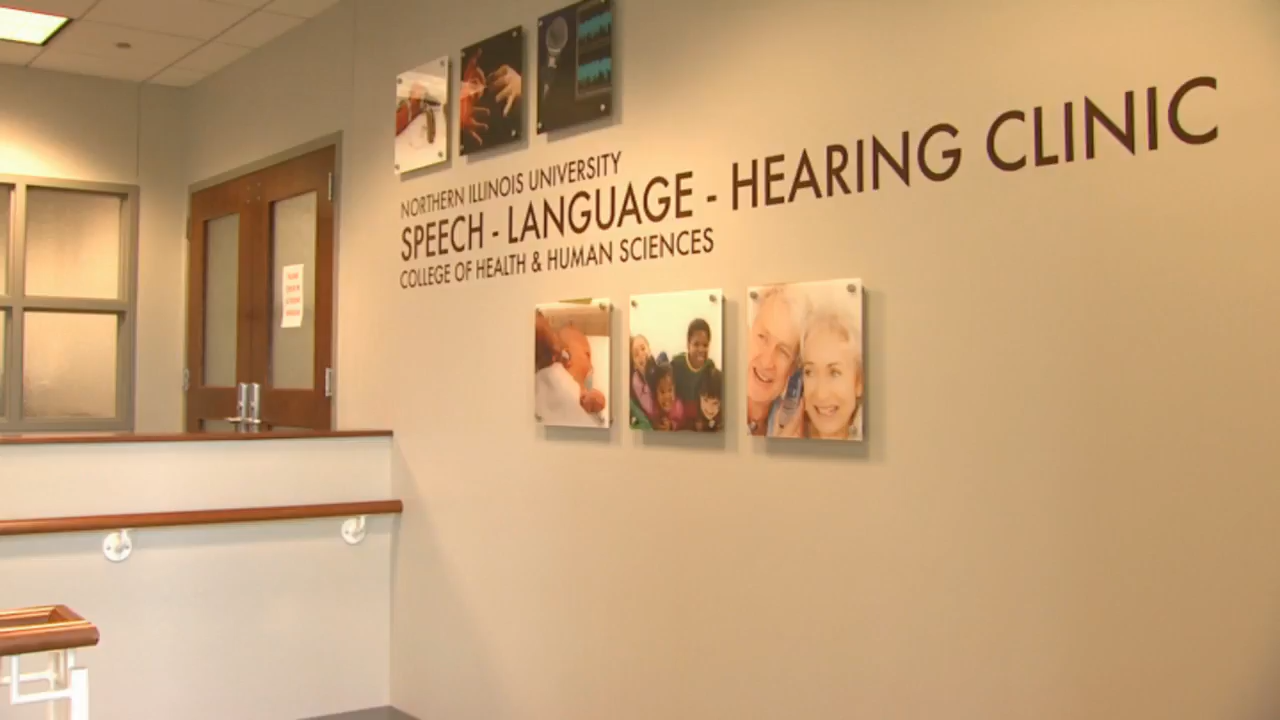 NORTHERN ILLINOIS UNIVERSITY
SPEECH - LANGUAGE - HEARING CLINIC
COLLEGE OF HEALTH & HUMAN SCIENCES